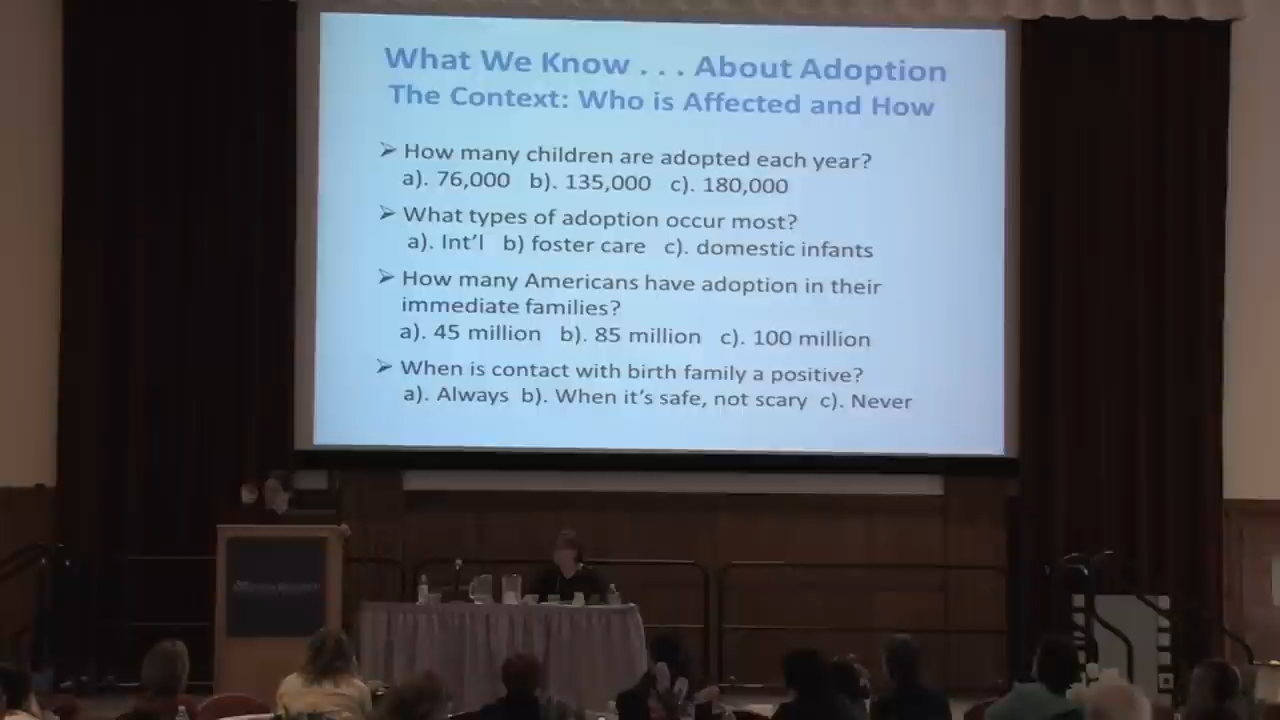 What We Know . . . About Adoption
The Context: Who is Affected and How
➢ How many children are adopted each year?
a). 76,000 b). 135,000 c). 180,000
➢ What types of adoption occur most?
a). Int'l b) foster care c). domestic infants
➢ How many Americans have adoption in their
immediate families?
a). 45 million b). 85 million c). 100 million
➢ When is contact with birth family a positive?
a). Always b). When it's safe, not scary c). Never